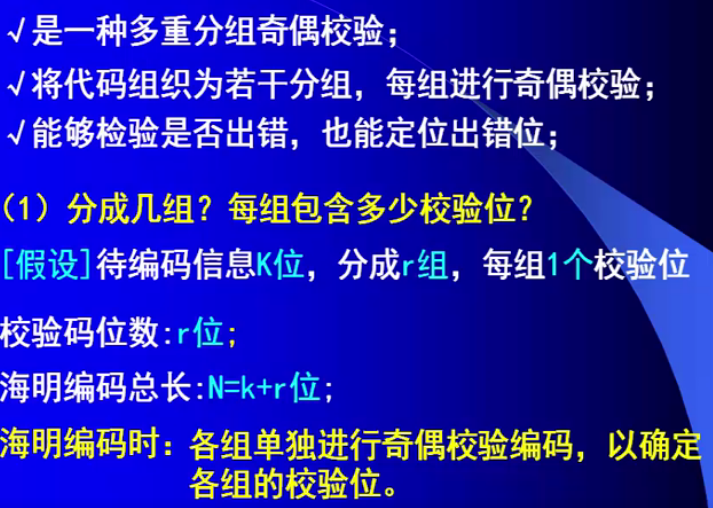 √是一种多重分组奇偶校验；
√将代码组织为若干分组，每组进行奇偶校验；
√能够检验是否出错，也能定位出错位；
（1）分成几组？每组包含多少校验位？
[假设]待编码信息K位，分成r组，每组1个校验位
校验码位数:r位;
海明编码总长:N=k+r位;
海明编码时：各组单独进行奇偶校验编码，以确定
各组的校验位。